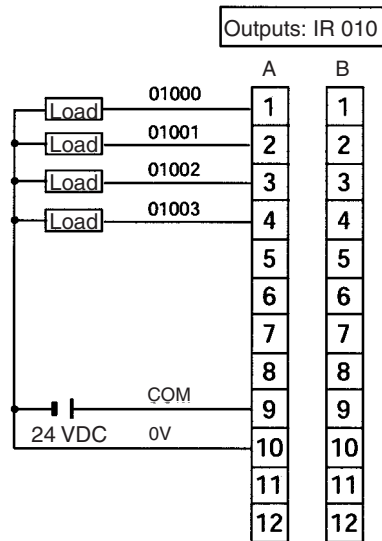 Outputs: IR 010
A B
Load 01000 1 1
Load 01001 2 2
Load 01002 3 3
Load 01003 4 4
5 5
6 6
7 7
8 8
COM 9 9
24 VDC 0V 10 10
11 11
12 12